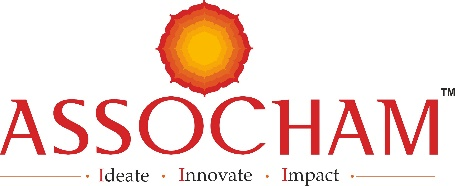 ASSOCHAM™
· Ideate · Innovate · Impact ·